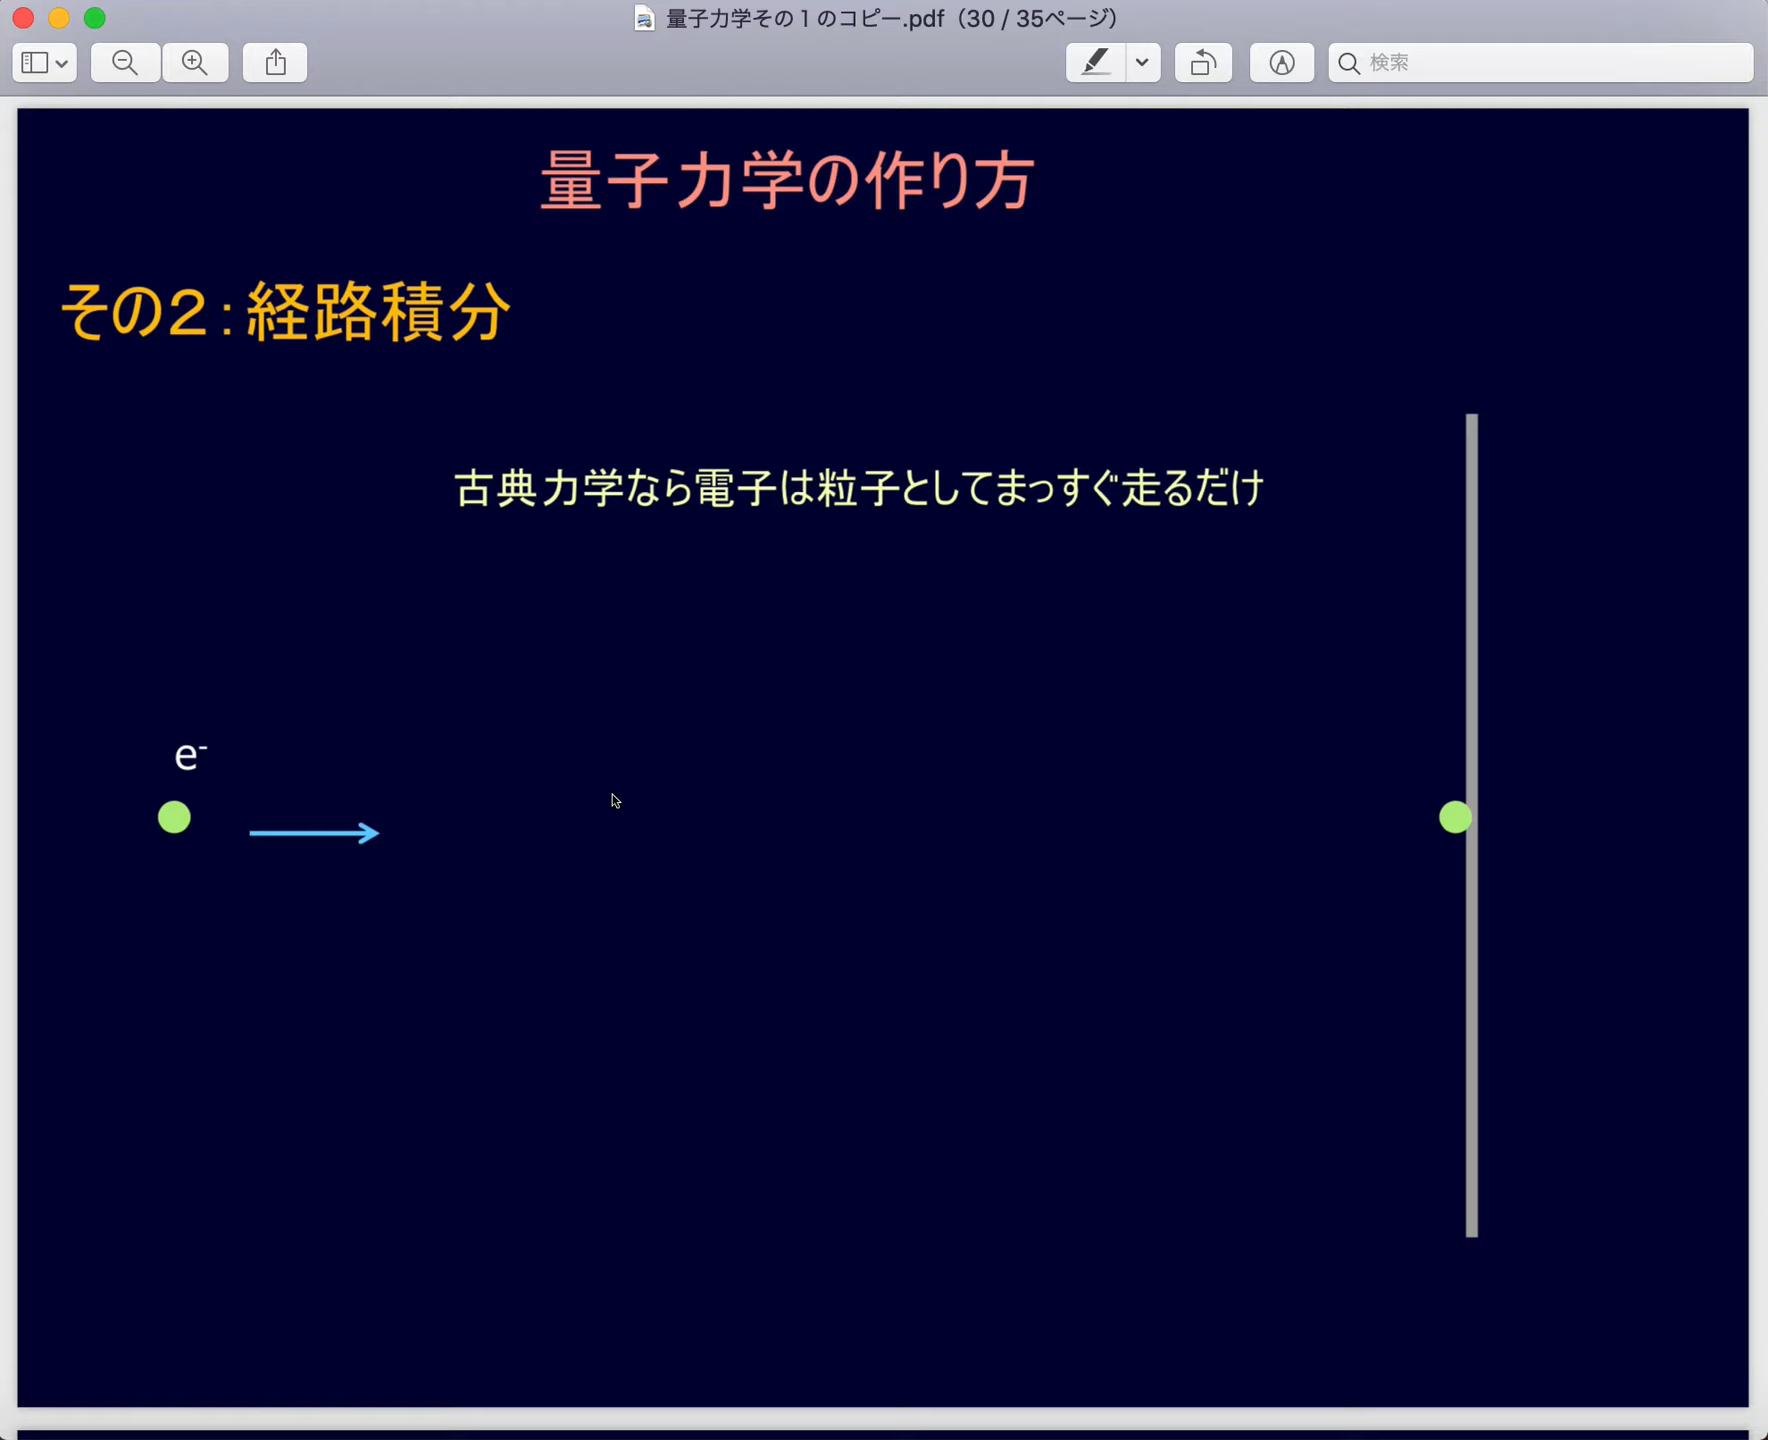 量子力学その1のコピー.pdf（30 / 35ページ）
検索
量子力学の作り方
その2：経路積分
古典力学なら電子は粒子としてまっすぐ走るだけ
e⁻